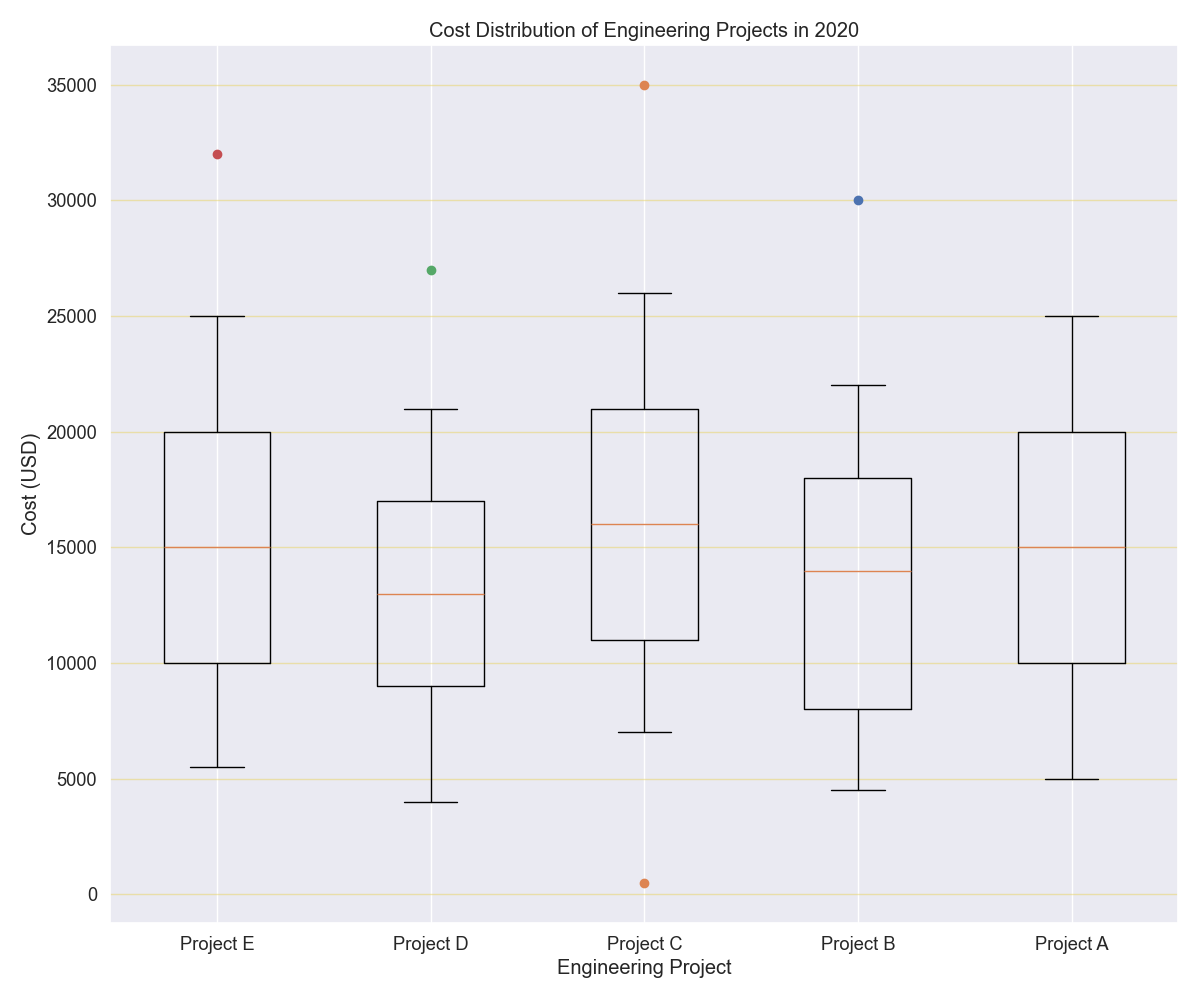 Cost Distribution of Engineering Projects in 2020
Cost (USD)
35000
30000
25000
20000
15000
10000
5000
0
Project E
Project D
Project C
Project B
Project A
Engineering Project